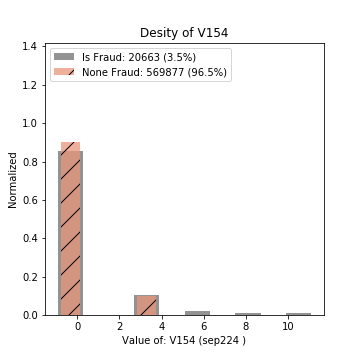 Desity of V154
Is Fraud: 20663 (3.5%)
None Fraud: 569877 (96.5%)
Normalized
1.4
1.2
1.0
0.8
0.6
0.4
0.2
0.0
0 2 4 6 8 10
Value of: V154 (sep224 )